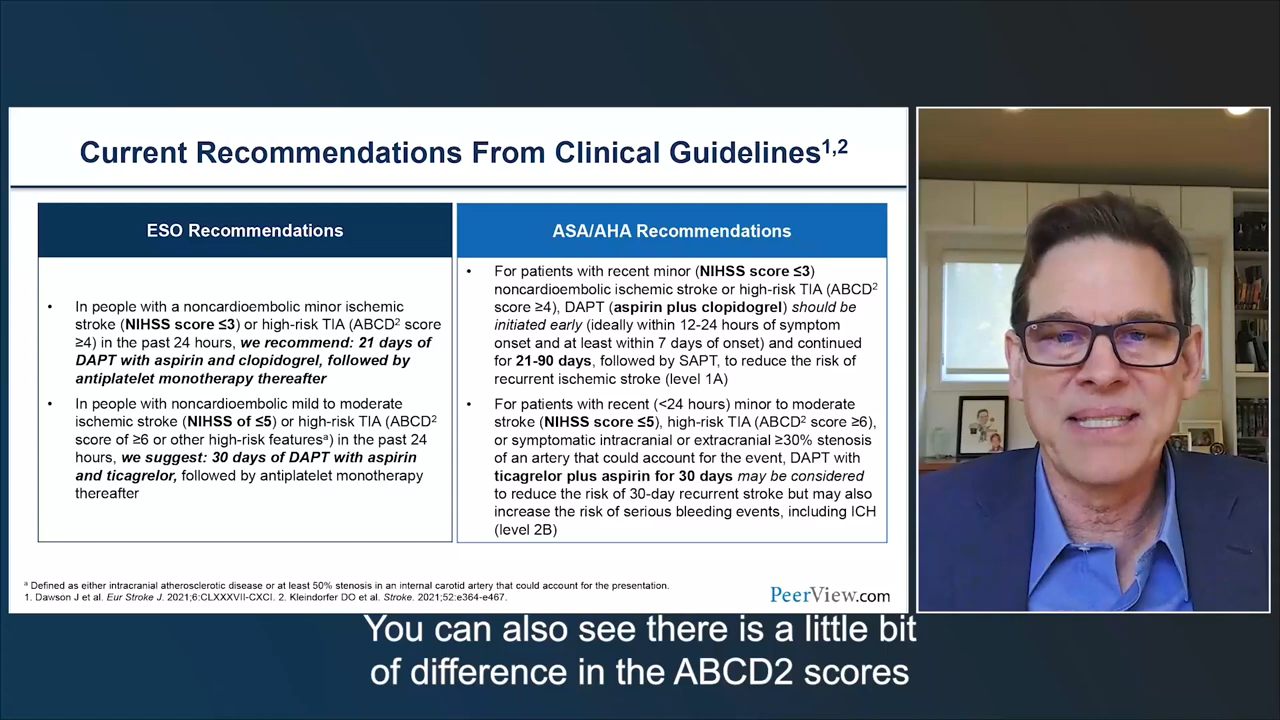 Current Recommendations From Clinical Guidelines1,2
ESO Recommendations
• In people with a noncardioembolic minor ischemic
stroke (NIHSS score ≤3) or high-risk TIA (ABCD2 score
≥4) in the past 24 hours, we recommend: 21 days of
DAPT with aspirin and clopidogrel, followed by
antiplatelet monotherapy thereafter
• In people with noncardioembolic mild to moderate
ischemic stroke (NIHSS of ≤5) or high-risk TIA (ABCD2
score of ≥6 or other high-risk featuresa) in the past 24
hours, we suggest: 30 days of DAPT with aspirin
and ticagrelor, followed by antiplatelet monotherapy
thereafter
ASA/AHA Recommendations
• For patients with recent minor (NIHSS score ≤3)
noncardioembolic ischemic stroke or high-risk TIA (ABCD2
score ≥4), DAPT (aspirin plus clopidogrel) should be
initiated early (ideally within 12-24 hours of symptom
onset and at least within 7 days of onset) and continued
for 21-90 days, followed by SAPT, to reduce the risk of
recurrent ischemic stroke (level 1A)
• For patients with recent (<24 hours) minor to moderate
stroke (NIHSS score ≤5), high-risk TIA (ABCD2 score ≥6),
or symptomatic intracranial or extracranial ≥30% stenosis
of an artery that could account for the event, DAPT with
ticagrelor plus aspirin for 30 days may be considered
to reduce the risk of 30-day recurrent stroke but may also
increase the risk of serious bleeding events, including ICH
(level 2B)
a Defined as either intracranial atherosclerotic disease or at least 50% stenosis in an internal carotid artery that could account for the presentation.
1. Dawson J et al. Eur Stroke J. 2021;6:CLXXXVII-CXCI. 2. Kleindorfer DO et al. Stroke. 2021;52:e364-e467.
PeerView.com
You can also see there is a little bit
of difference in the ABCD2 scores